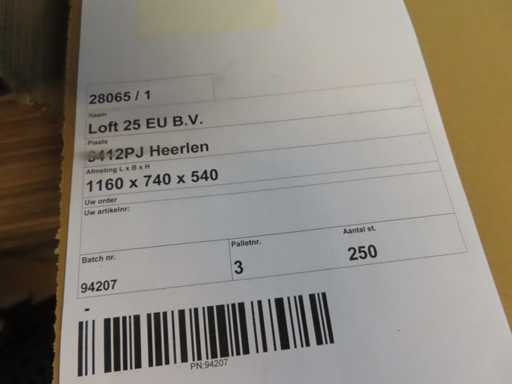 28065 / 1
Naam
Loft 25 EU B.V.
Plaats
6412PJ Heerlen
Afmeting L x B x H
1160 x 740 x 540
Uw order
Uw artikelnr:
Batch nr.
94207
Palletnr.
3
Aantal st.
250
-
PN:94207